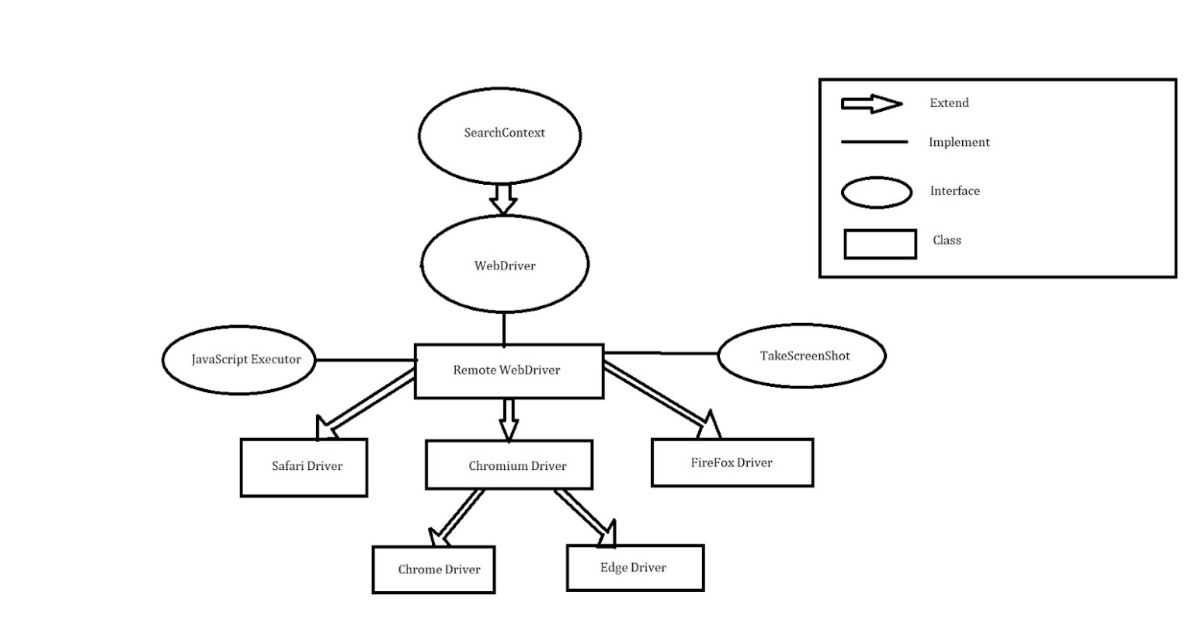 SearchContext
Extend
Implement
Interface
Class
WebDriver
JavaScript Executor
Remote WebDriver
TakeScreenShot
Safari Driver
Chromium Driver
FireFox Driver
Chrome Driver
Edge Driver